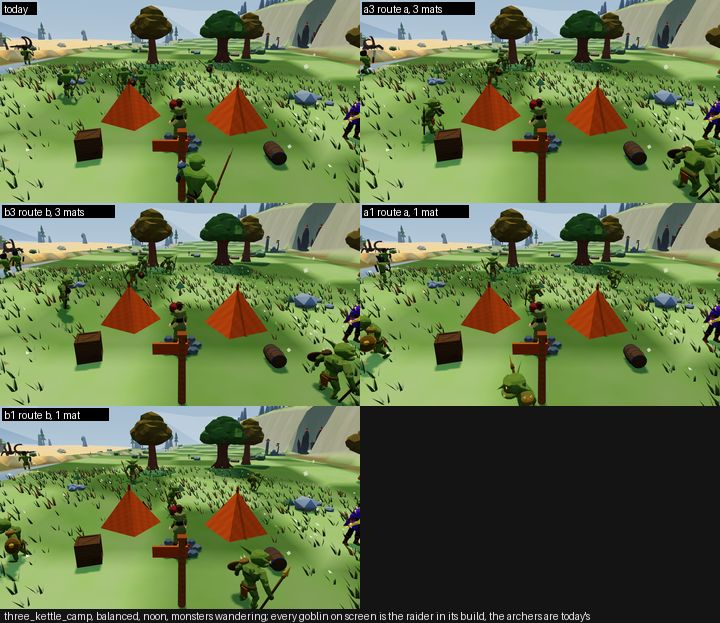 today
a3 route a, 3 mats
b3 route b, 3 mats
a1 route a, 1 mat
b1 route b, 1 mat
three_kettle_camp, balanced, noon, monsters wandering; every goblin on screen is the raider in its build, the archers are today's